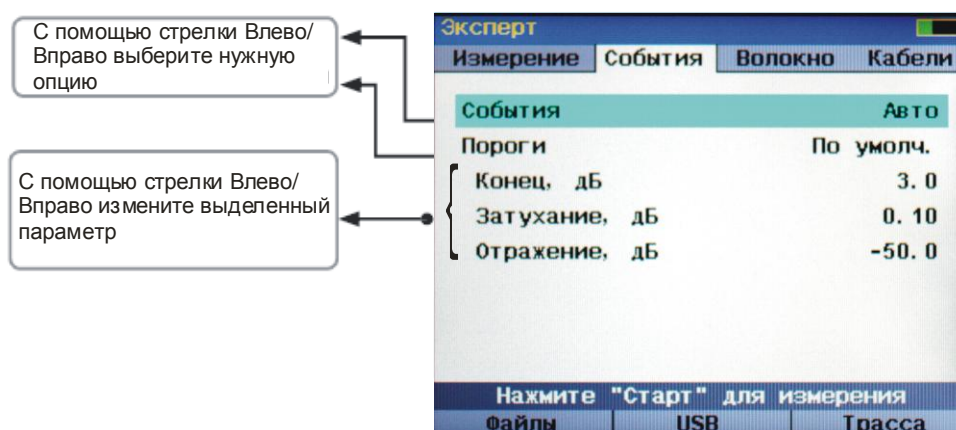 С помощью стрелки Влево/
Вправо выберите нужную
опцию
С помощью стрелки Влево/
Вправо измените выделенный
параметр
Эксперт
Измерение События Волокно Кабели
События Авто
Пороги По умолч.
Конец, дБ 3.0
Затухание, дБ 0.10
Отражение, дБ -50.0
Нажмите "Старт" для измерения
Файлы USB Трасса